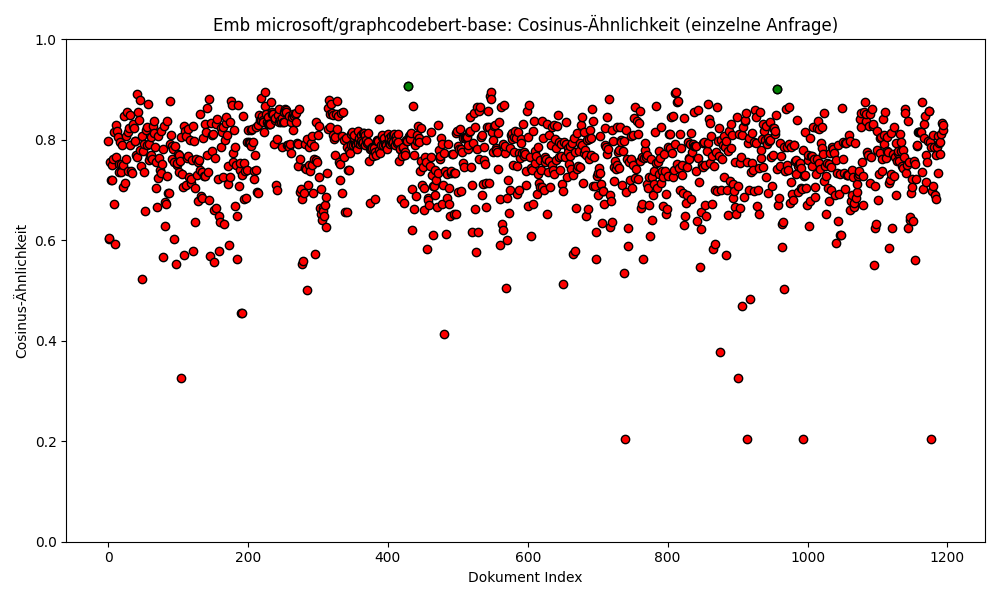 Emb microsoft/graphcodebert-base: Cosinus-Ähnlichkeit (einzelne Anfrage)
1.0
0.8
0.6
0.4
0.2
0.0
Cosinus-Ähnlichkeit
0 200 400 600 800 1000 1200
Dokument Index